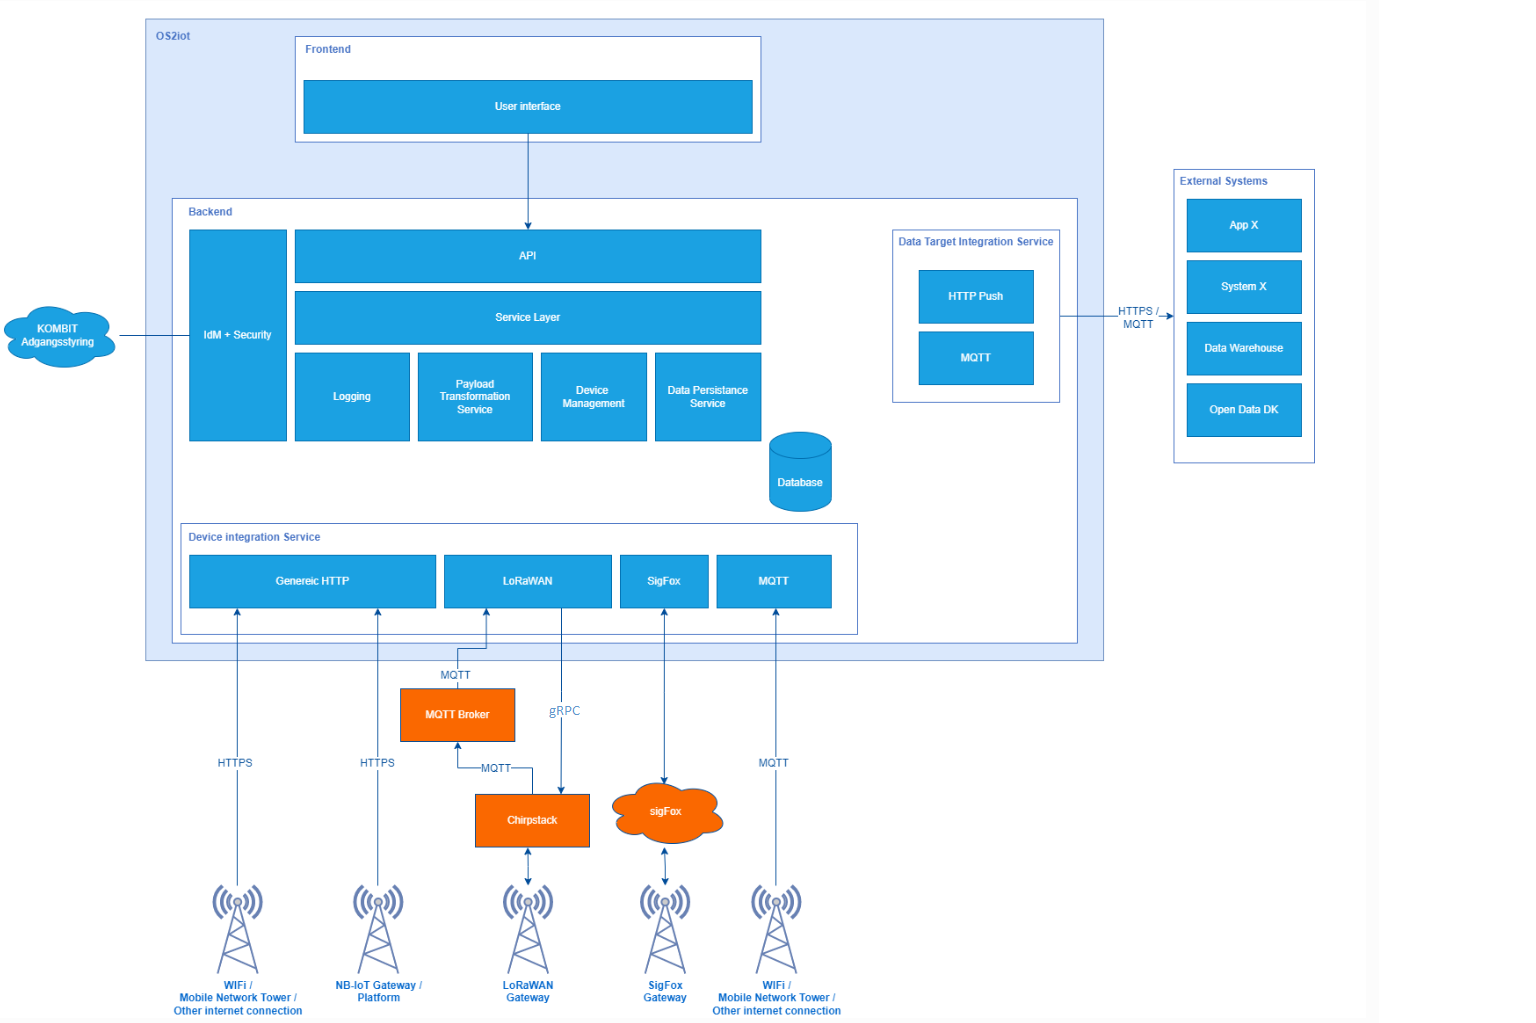 OS2iot
Frontend
User interface
Backend
IdM + Security
API
Service Layer
Logging
Payload
Transformation
Service
Device
Management
Data Persistance
Service
Database
Data Target Integration Service
HTTP Push
MQTT
HTTPS /
MQTT
External Systems
App X
System X
Data Warehouse
Open Data DK
KOMBIT
Adgangsstyring
Device integration Service
Genereic HTTP
LoRaWAN
SigFox
MQTT
MQTT
MQTT Broker
gRPC
HTTPS
HTTPS
MQTT
MQTT
Chirpstack
sigFox
WIFi /
Mobile Network Tower /
Other internet connection
NB-IoT Gateway /
Platform
LoRaWAN
Gateway
SigFox
Gateway
WIFi /
Mobile Network Tower /
Other internet connection